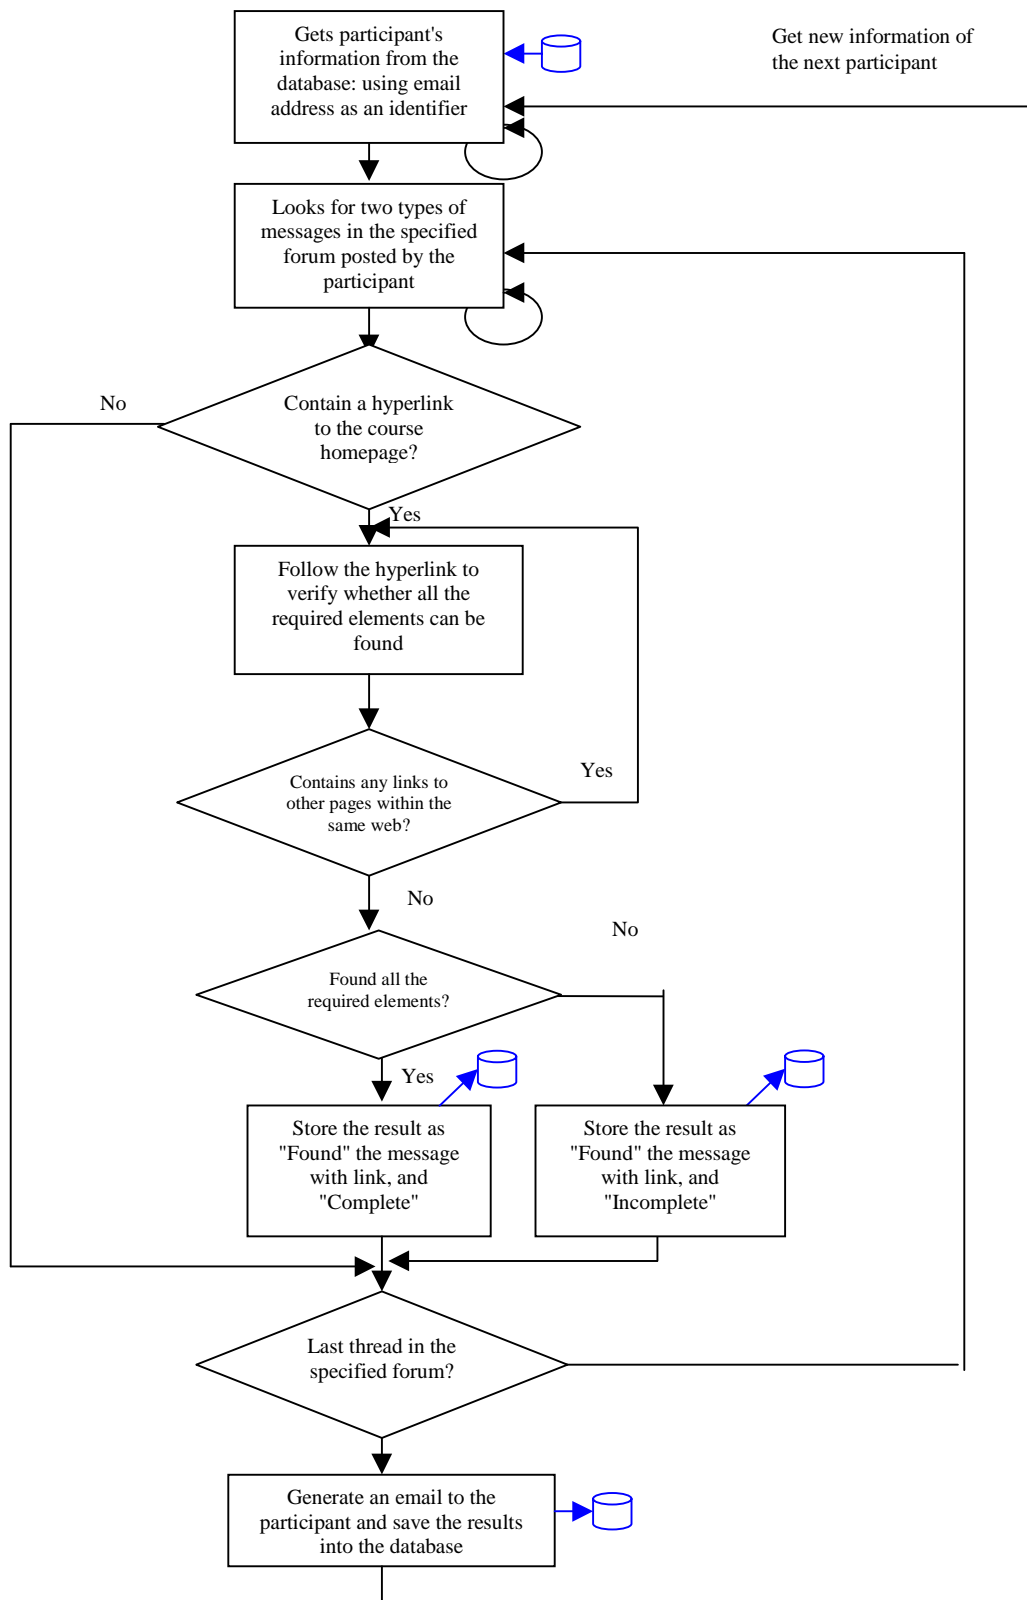 Gets participant's
information from the
database: using email
address as an identifier
Get new information of
the next participant
Looks for two types of
messages in the specified
forum posted by the
participant
No
Contain a hyperlink
to the course
homepage?
Yes
Follow the hyperlink to
verify whether all the
required elements can be
found
Contains any links to
other pages within the
same web?
Yes
No
No
Found all the
required elements?
Yes
Store the result as
"Found" the message
with link, and
"Complete"
Store the result as
"Found" the message
with link, and
"Incomplete"
Last thread in the
specified forum?
Generate an email to the
participant and save the results
into the database